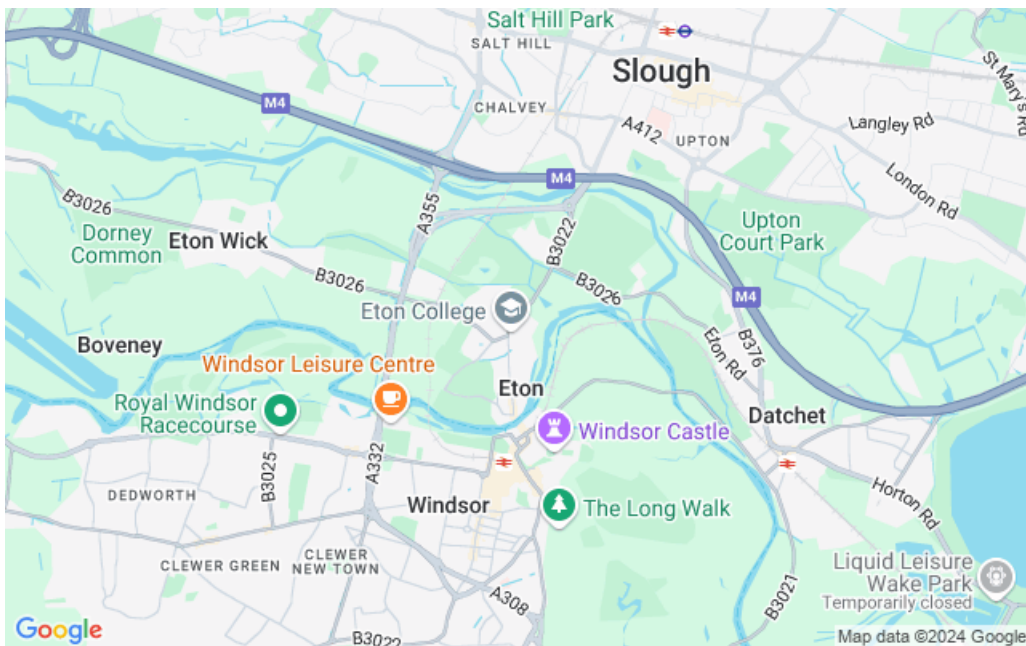 Salt Hill Park
SALT HILL
Slough
St Mary's Rd
M4
CHALVEY
A412
Langley Rd
UPTON
London Rd
M4
B3026
A355
Upton
Court Park
Dorney
Common
Eton Wick
B3022
B3026
B3026
Eton College
M4
B376
Eton Rd
Boveney
Windsor Leisure Centre
Eton
Royal Windsor
Racecourse
Datchet
Windsor Castle
B3025
A332
DEDWORTH
Windsor
The Long Walk
Horton Rd
CLEWER GREEN
CLEWER
NEW TOWN
Liquid Leisure
Wake Park
Temporarily closed
A308
B3021
B3022
Google
Map data ©2024 Google